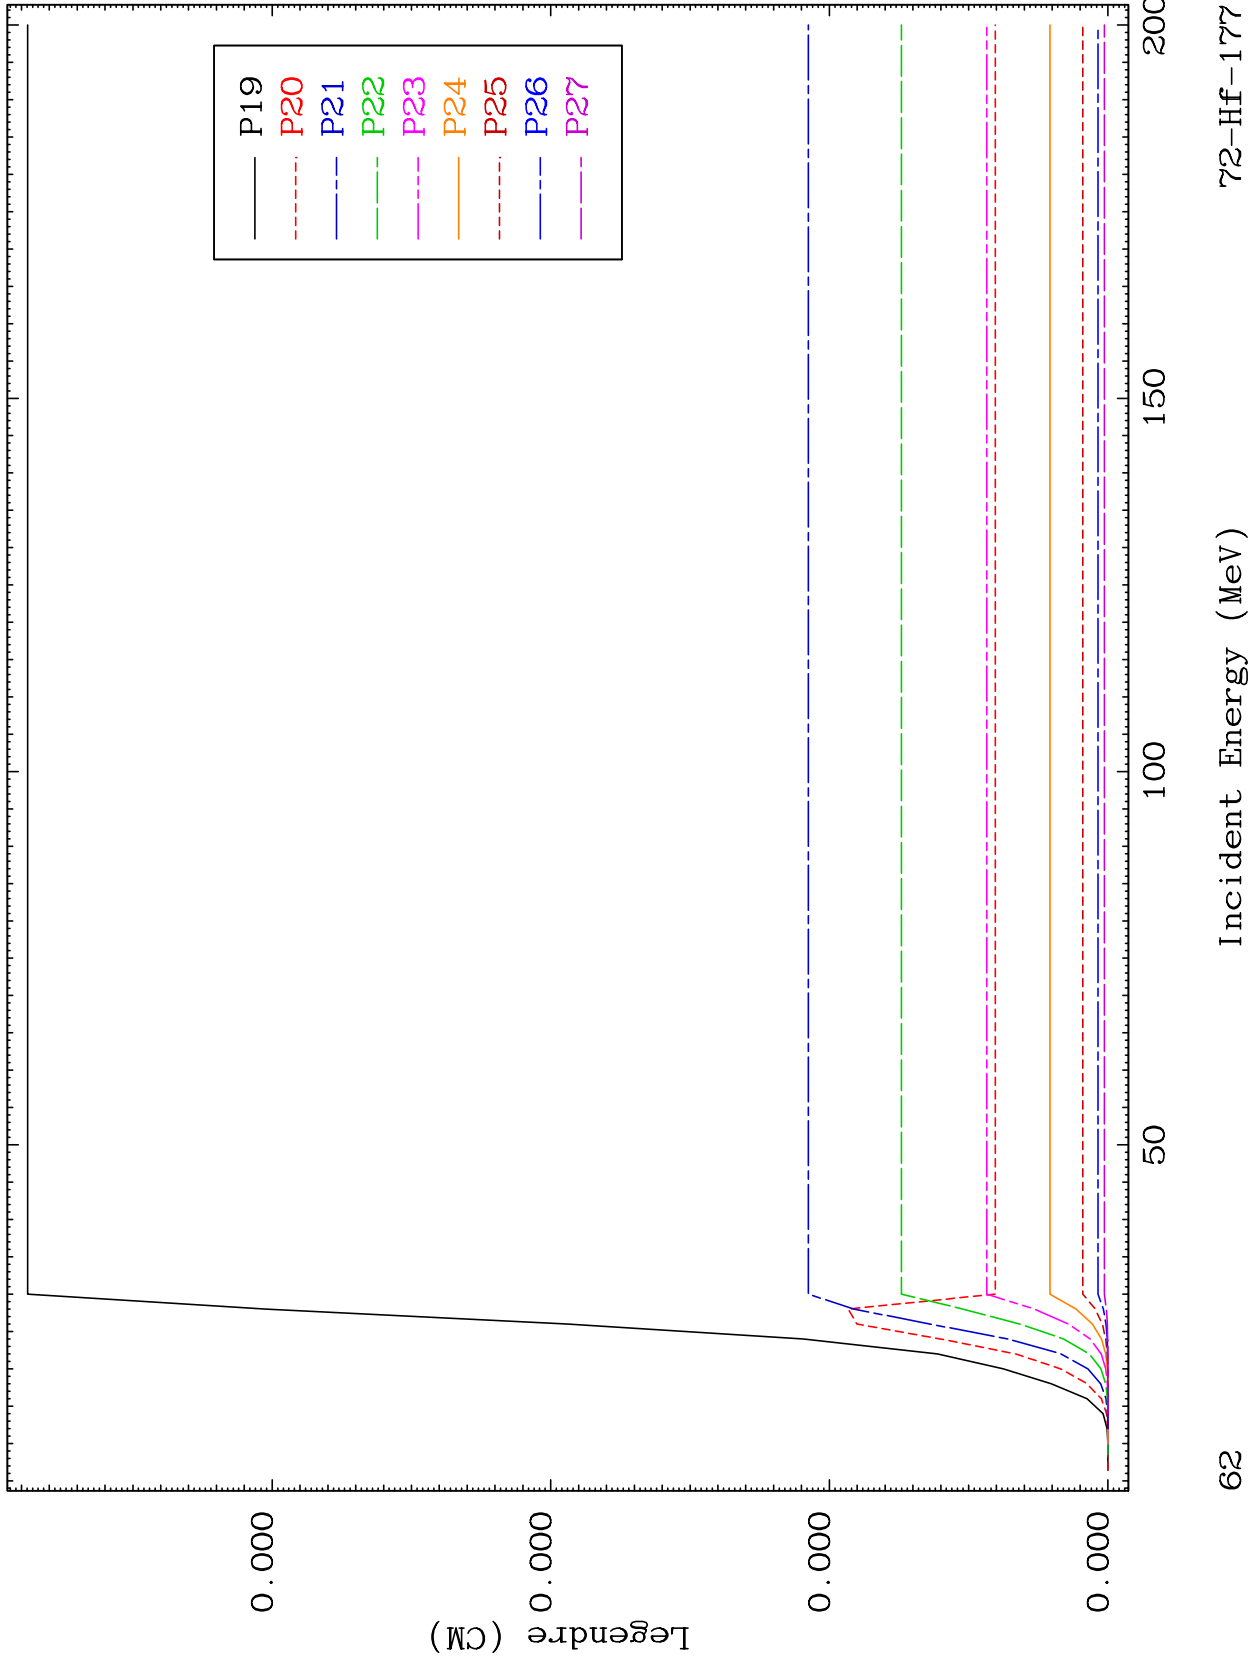 P19
P20
P21
P22
P23
P24
P25
P26
P27
Legendre (CM)
0.000
0.000
0.000
0.000
50
100
150
200
62
Incident Energy (MeV)
72-Hf-177